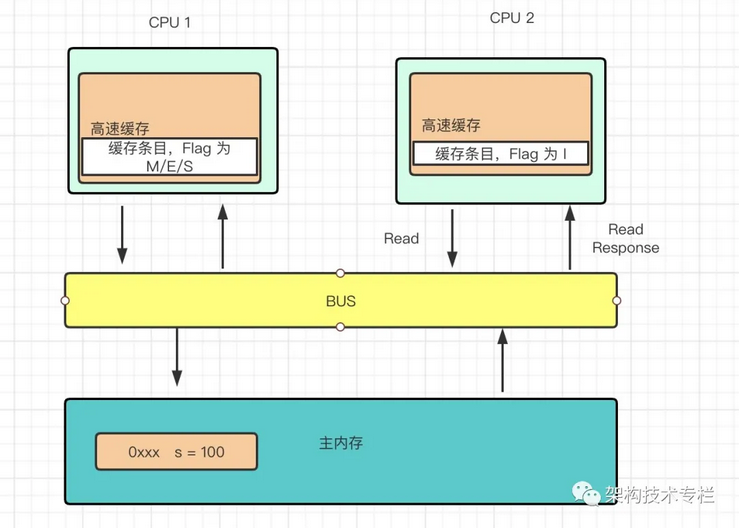 CPU 1
CPU 2
高速缓存
缓存条目，Flag 为
M/E/S
高速缓存
缓存条目，Flag 为 I
Read
Read
Response
BUS
主内存
0xxx s = 100
架构技术专栏